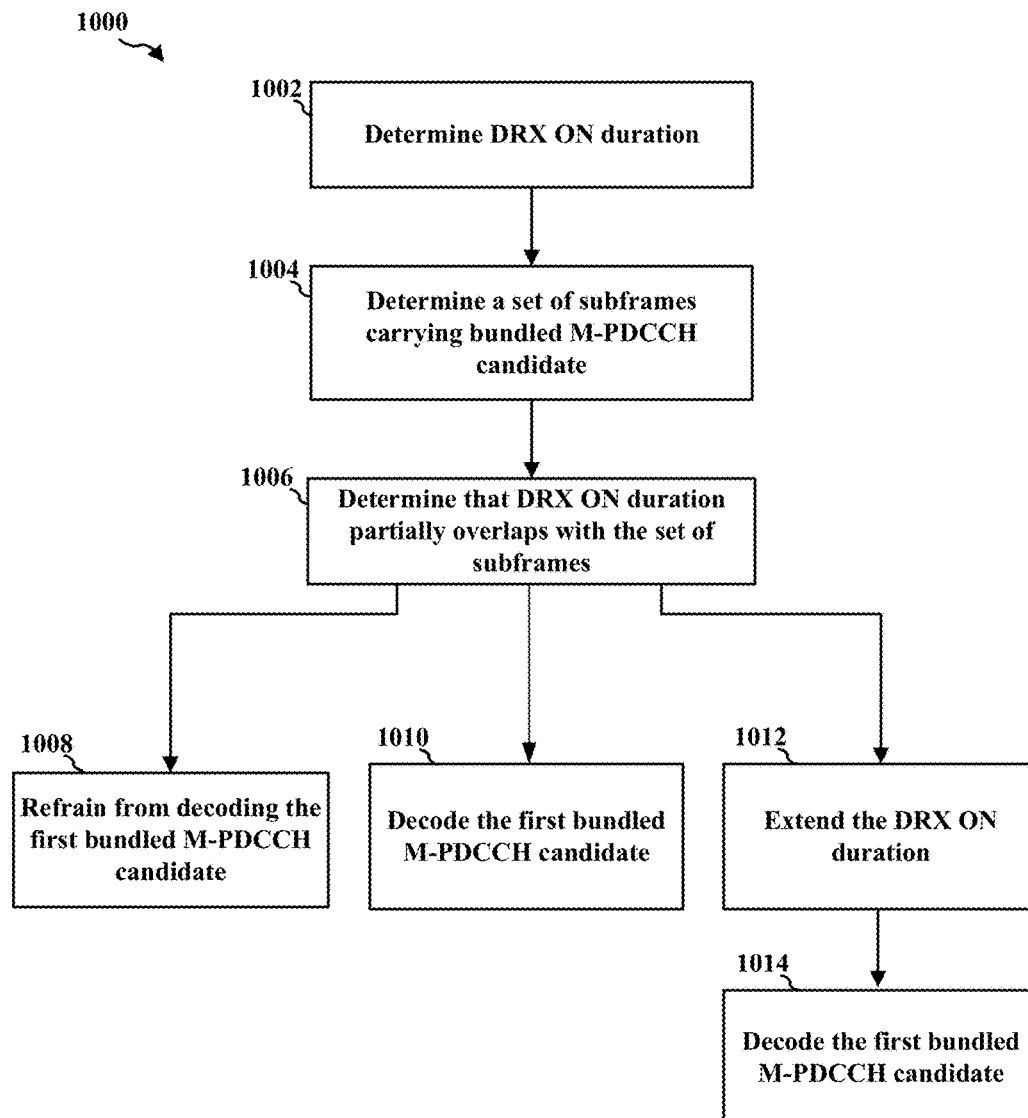 1000
1002
Determine DRX ON duration
1004
Determine a set of subframes
carrying bundled M-PDCCH
candidate
1006
Determine that DRX ON duration
partially overlaps with the set of
subframes
1008
Refrain from decoding the
first bundled M-PDCCH
candidate
1010
Decode the first bundled
M-PDCCH candidate
1012
Extend the DRX ON
duration
1014
Decode the first bundled
M-PDCCH candidate